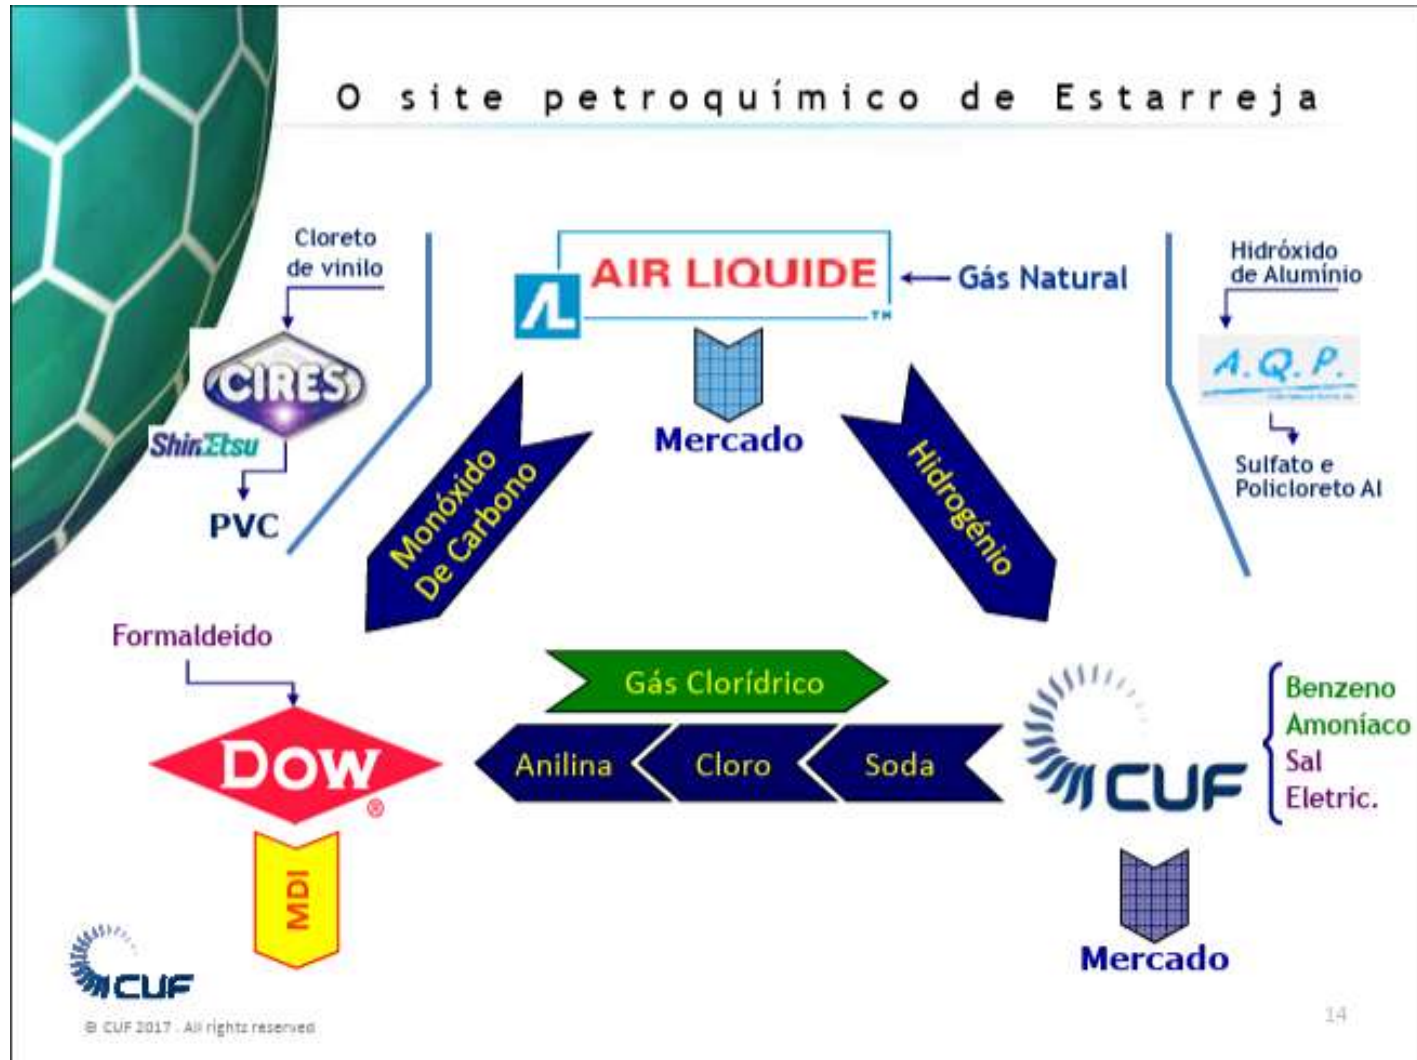 O site petroquímico de Estarreja
Cloreto
de vinilo
AIR LIQUIDE
AL
TM
Gás Natural
Hidróxido
de Alumínio
CIRES
ShinEtsu
PVC
A.Q.P.
Sulfato e
Policloreto Al
Mercado
Monóxido
De Carbono
Hidrogénio
Formaldeído
Gás Clorídrico
DOW
®
Anilina
Cloro
Soda
CUF
Benzeno
Amoníaco
Sal
Eletric.
MDI
Mercado
CUF
© CUF 2017 . All rights reserved
14